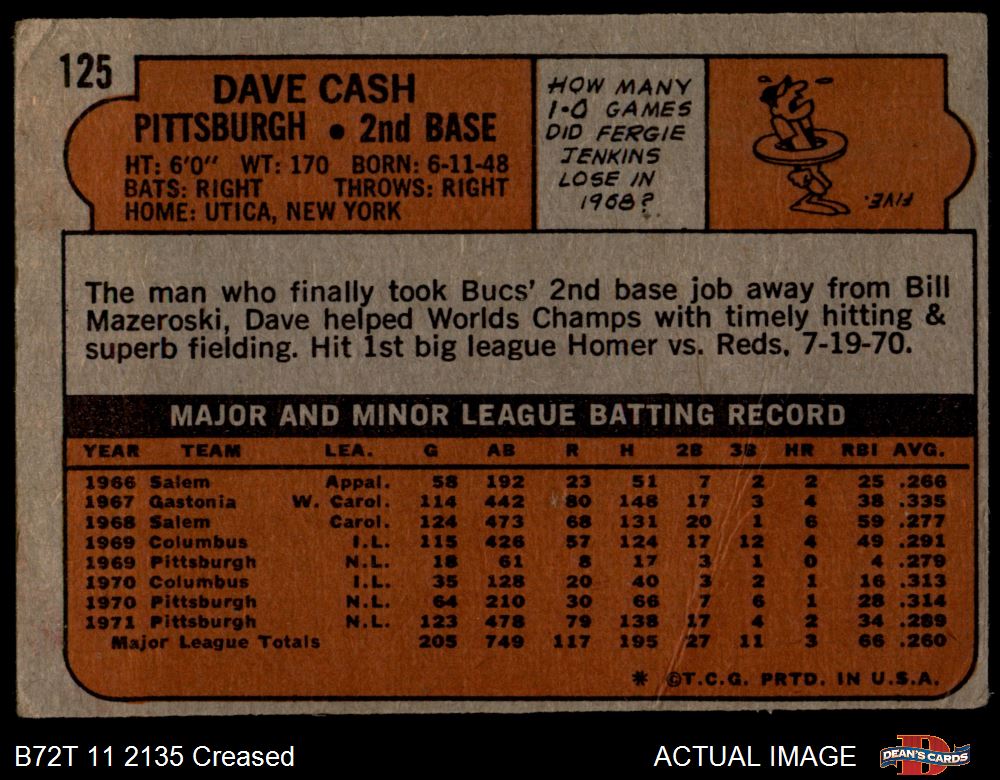 125
DAVE CASH
PITTSBURGH • 2nd BASE
HT: 6'0" WT: 170 BORN: 6-11-48
BATS: RIGHT THROWS: RIGHT
HOME: UTICA, NEW YORK
HOW MANY
1-0 GAMES
DID FERGIE
JENKINS
LOSE IN
1968?
FIVE.
The man who finally took Bucs' 2nd base job away from Bill
Mazeroski, Dave helped Worlds Champs with timely hitting &
superb fielding. Hit 1st big league Homer vs. Reds, 7-19-70.
MAJOR AND MINOR LEAGUE BATTING RECORD
YEAR TEAM LEA. G AB R H 2B 3B HR RBI AVG.
1966 Salem Appal. 58 192 23 51 7 2 2 25 .266
1967 Gastonia W. Carol. 114 442 80 148 17 3 4 38 .335
1968 Salem Carol. 124 473 68 131 20 1 6 59 .277
1969 Columbus I.L. 115 426 57 124 17 12 4 49 .291
1969 Pittsburgh N.L. 18 61 8 17 3 1 0 4 .279
1970 Columbus I.L. 35 128 20 40 3 2 1 16 .313
1970 Pittsburgh N.L. 64 210 30 66 7 6 1 28 .314
1971 Pittsburgh N.L. 123 478 79 138 17 4 2 34 .289
Major League Totals 205 749 117 195 27 11 3 66 .260
* ©T.C.G. PRTD. IN U.S.A.
B72T 11 2135 Creased
ACTUAL IMAGE
D
DEAN'S CARDS